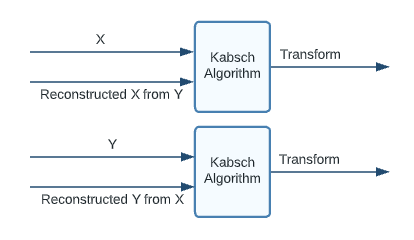 X
Kabsch
Algorithm
Transform
Reconstructed X from Y
Y
Kabsch
Algorithm
Transform
Reconstructed Y from X